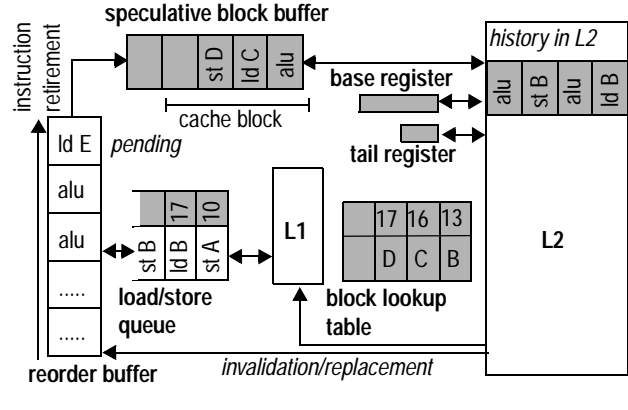 speculative block buffer
instruction
retirement
st D
ld C
alu
cache block
base register
tail register
history in L2
alu
st B
alu
ld B
ld E
pending
alu
alu
.....
.....
17
10
st B
ld B
st A
load/store
queue
L1
17 16 13
D C B
block lookup
table
L2
invalidation/replacement
reorder buffer